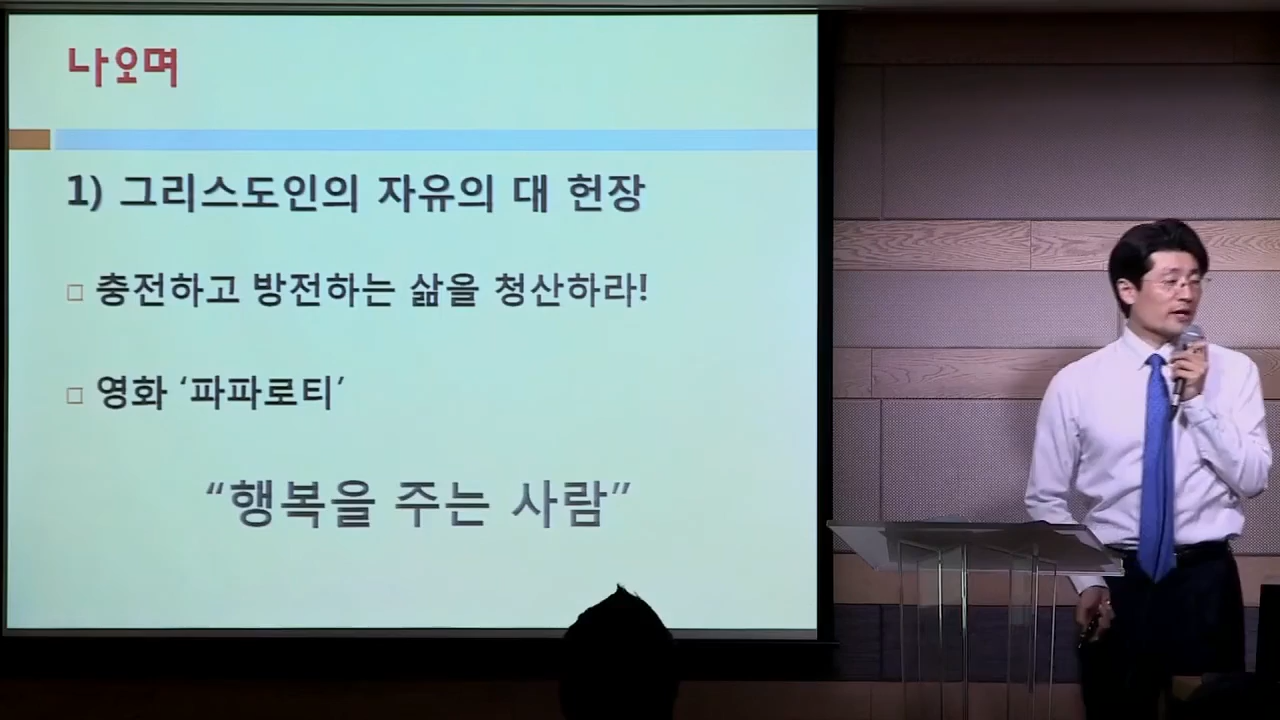 나오며
1) 그리스도인의 자유의 대 헌장
□ 충전하고 방전하는 삶을 청산하라!
□ 영화 ‘파파로티’
“행복을 주는 사람”